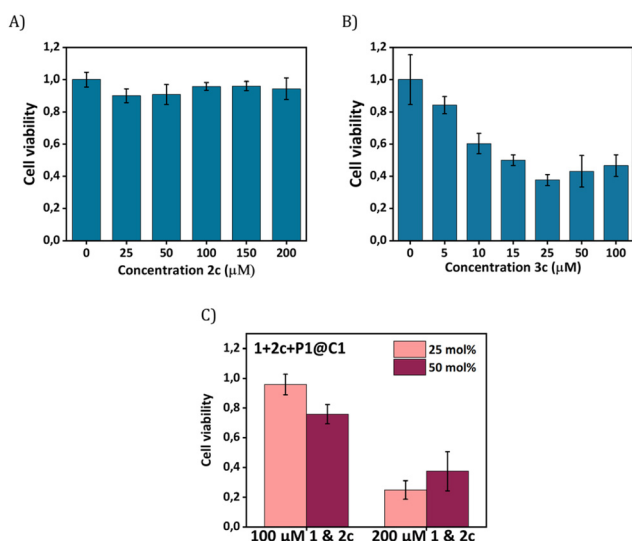 A)
1,2
1,0
0,8
0,6
0,4
0,2
0,0
Cell viability
0 25 50 100 150 200
Concentration 2c (μM)
B)
1,2
1,0
0,8
0,6
0,4
0,2
0,0
Cell viability
0 5 10 15 25 50 100
Concentration 3c (μM)
C)
1+2c+P1@C1
25 mol%
50 mol%
1,2
1,0
0,8
0,6
0,4
0,2
0,0
Cell viability
100 μM 1 & 2c 200 μM 1 & 2c